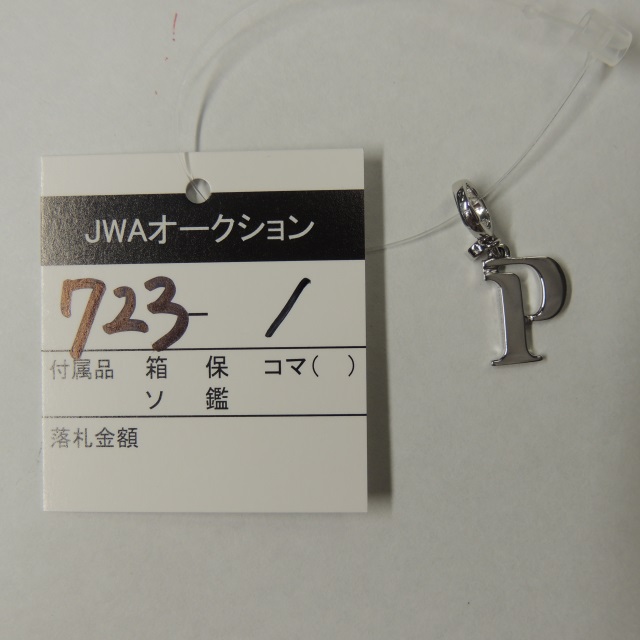 JWAオークション
723-1
付属品 箱 保 コマ( )
ソ 鑑
落札金額
P